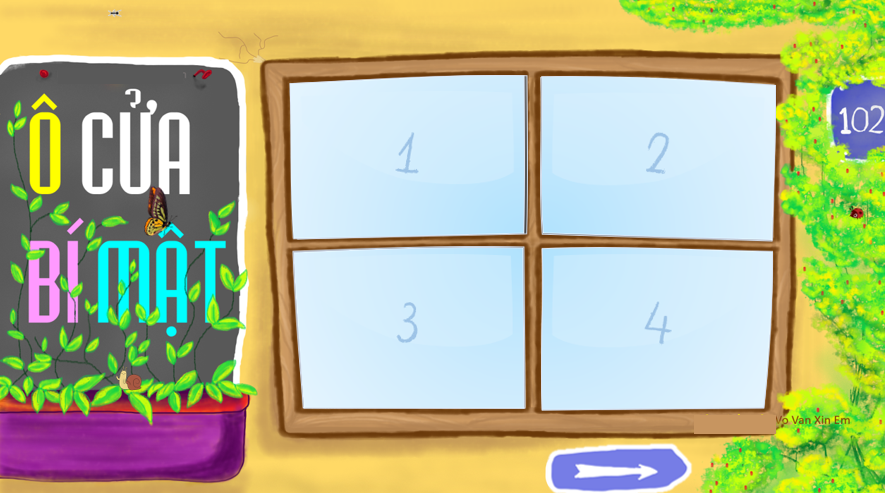 Ô CỬA
BÍ MẬT
1
2
3
4
102
Vo Van Xin Em